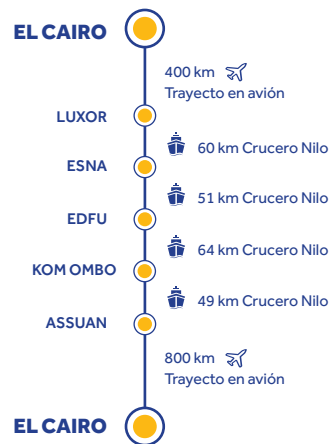 EL CAIRO
400 km
Trayecto en avión
LUXOR
60 km Crucero Nilo
ESNA
51 km Crucero Nilo
EDFU
64 km Crucero Nilo
KOM OMBO
49 km Crucero Nilo
ASSUAN
800 km
Trayecto en avión
EL CAIRO